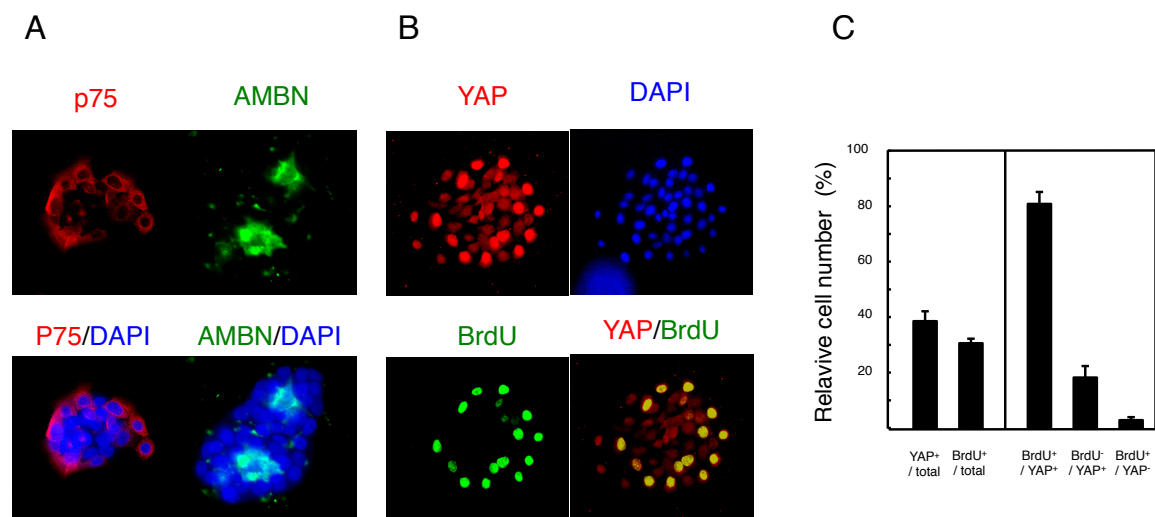 A
B
C
p75
AMBN
YAP
DAPI
P75/DAPI
AMBN/DAPI
BrdU
YAP/BrdU
Relavive cell number (%)
100
80
60
40
20
YAP+
/ total
BrdU+
/ total
BrdU+
/ YAP+
BrdU-
/ YAP+
BrdU+
/ YAP-